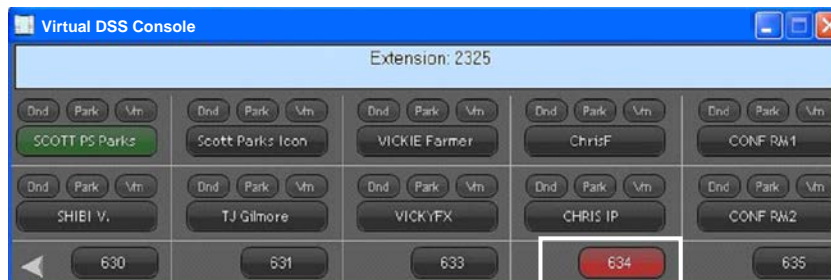 Virtual DSS Console
Extension: 2325
Dnd Park Vm Dnd Park Vm Dnd Park Vm Dnd Park Vm Dnd Park Vm
SCOTT PS Parks Scott Parks Icon VICKIE Farmer ChrisF CONF RM1
Dnd Park Vm Dnd Park Vm Dnd Park Vm Dnd Park Vm Dnd Park Vm
SHIBI V. TJ Gilmore VICKYFX CHRIS IP CONF RM2
630 631 633 634 635